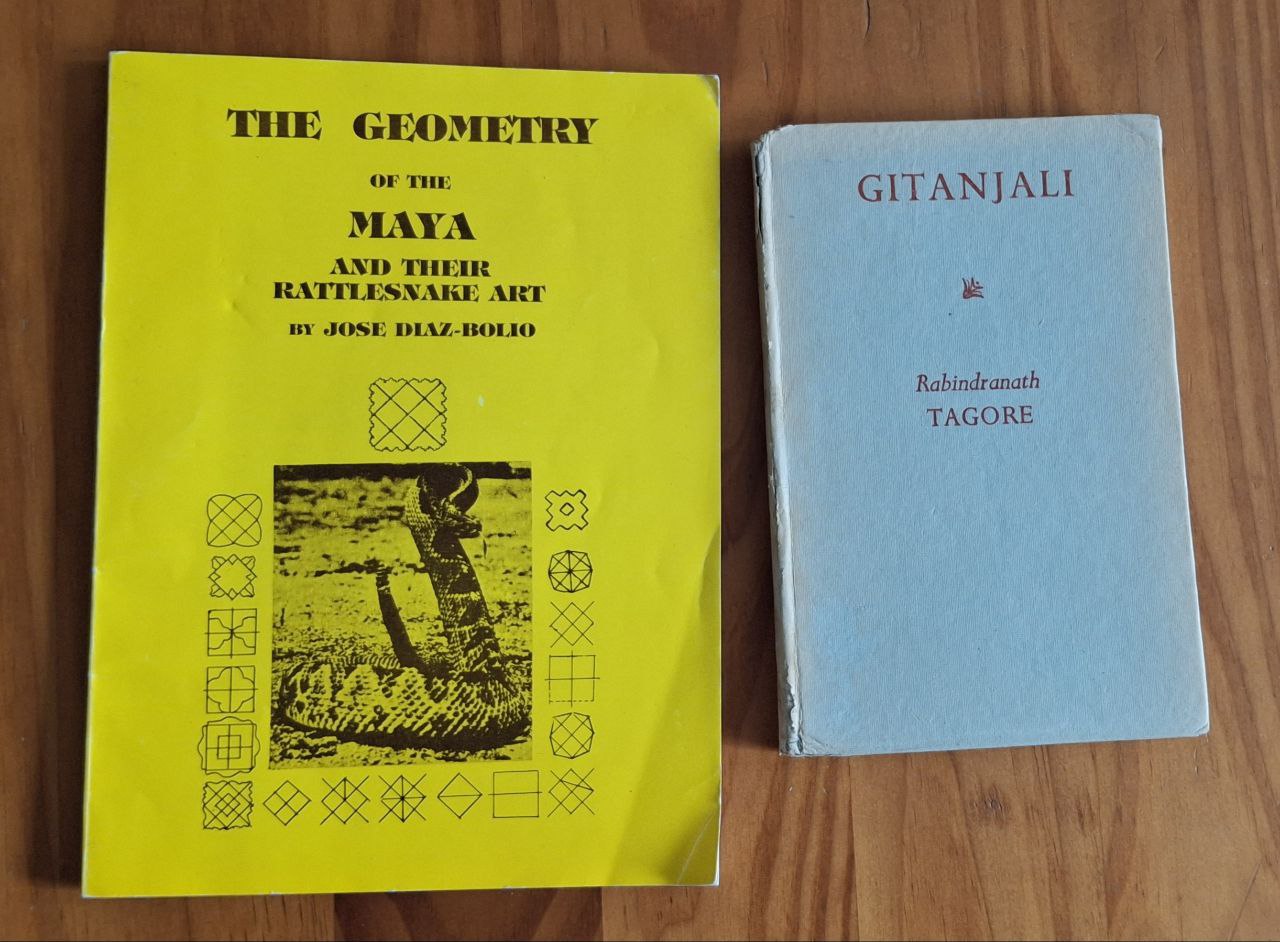 THE GEOMETRY
OF THE
MAYA
AND THEIR
RATTLESNAKE ART
BY JOSE DIAZ-BOLIO
GITANJALI
Rabindranath
TAGORE